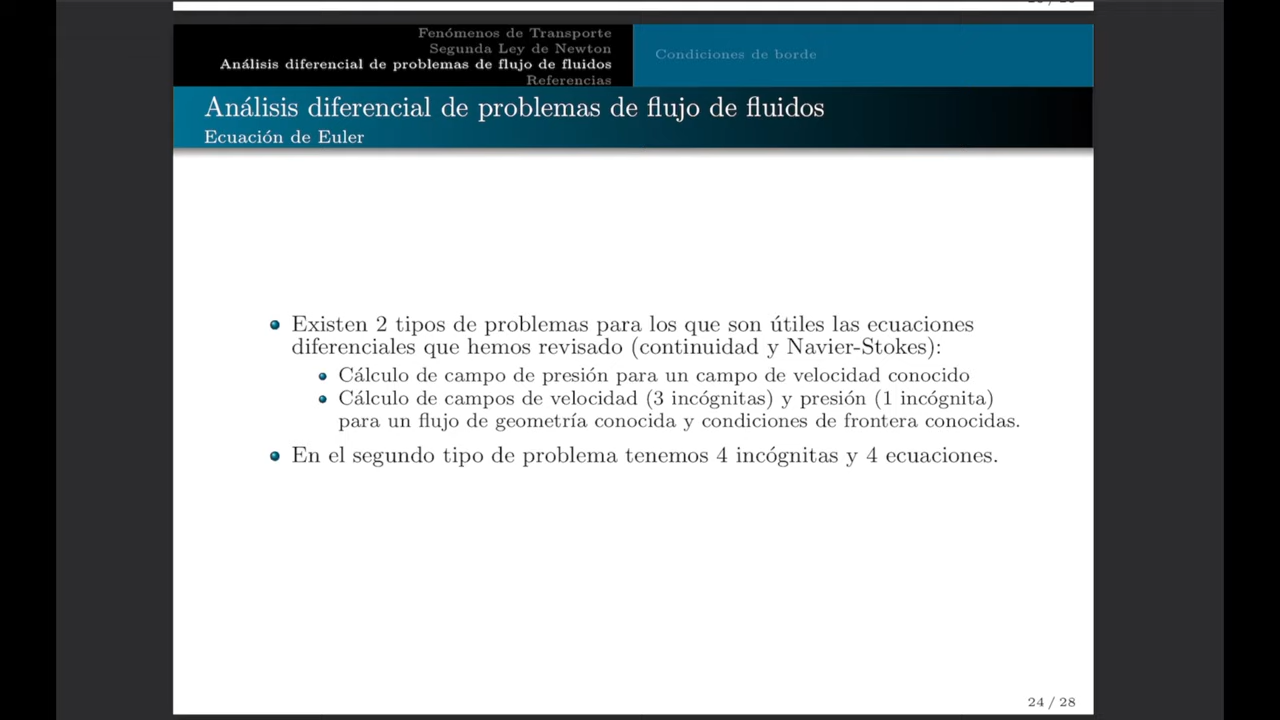 Fenómenos de Transporte
Segunda Ley de Newton
Análisis diferencial de problemas de flujo de fluidos
Referencias
Condiciones de borde
Análisis diferencial de problemas de flujo de fluidos
Ecuación de Euler
Existen 2 tipos de problemas para los que son útiles las ecuaciones
diferenciales que hemos revisado (continuidad y Navier-Stokes):
Cálculo de campo de presión para un campo de velocidad conocido
Cálculo de campos de velocidad (3 incógnitas) y presión (1 incógnita)
para un flujo de geometría conocida y condiciones de frontera conocidas.
En el segundo tipo de problema tenemos 4 incógnitas y 4 ecuaciones.
24 / 28